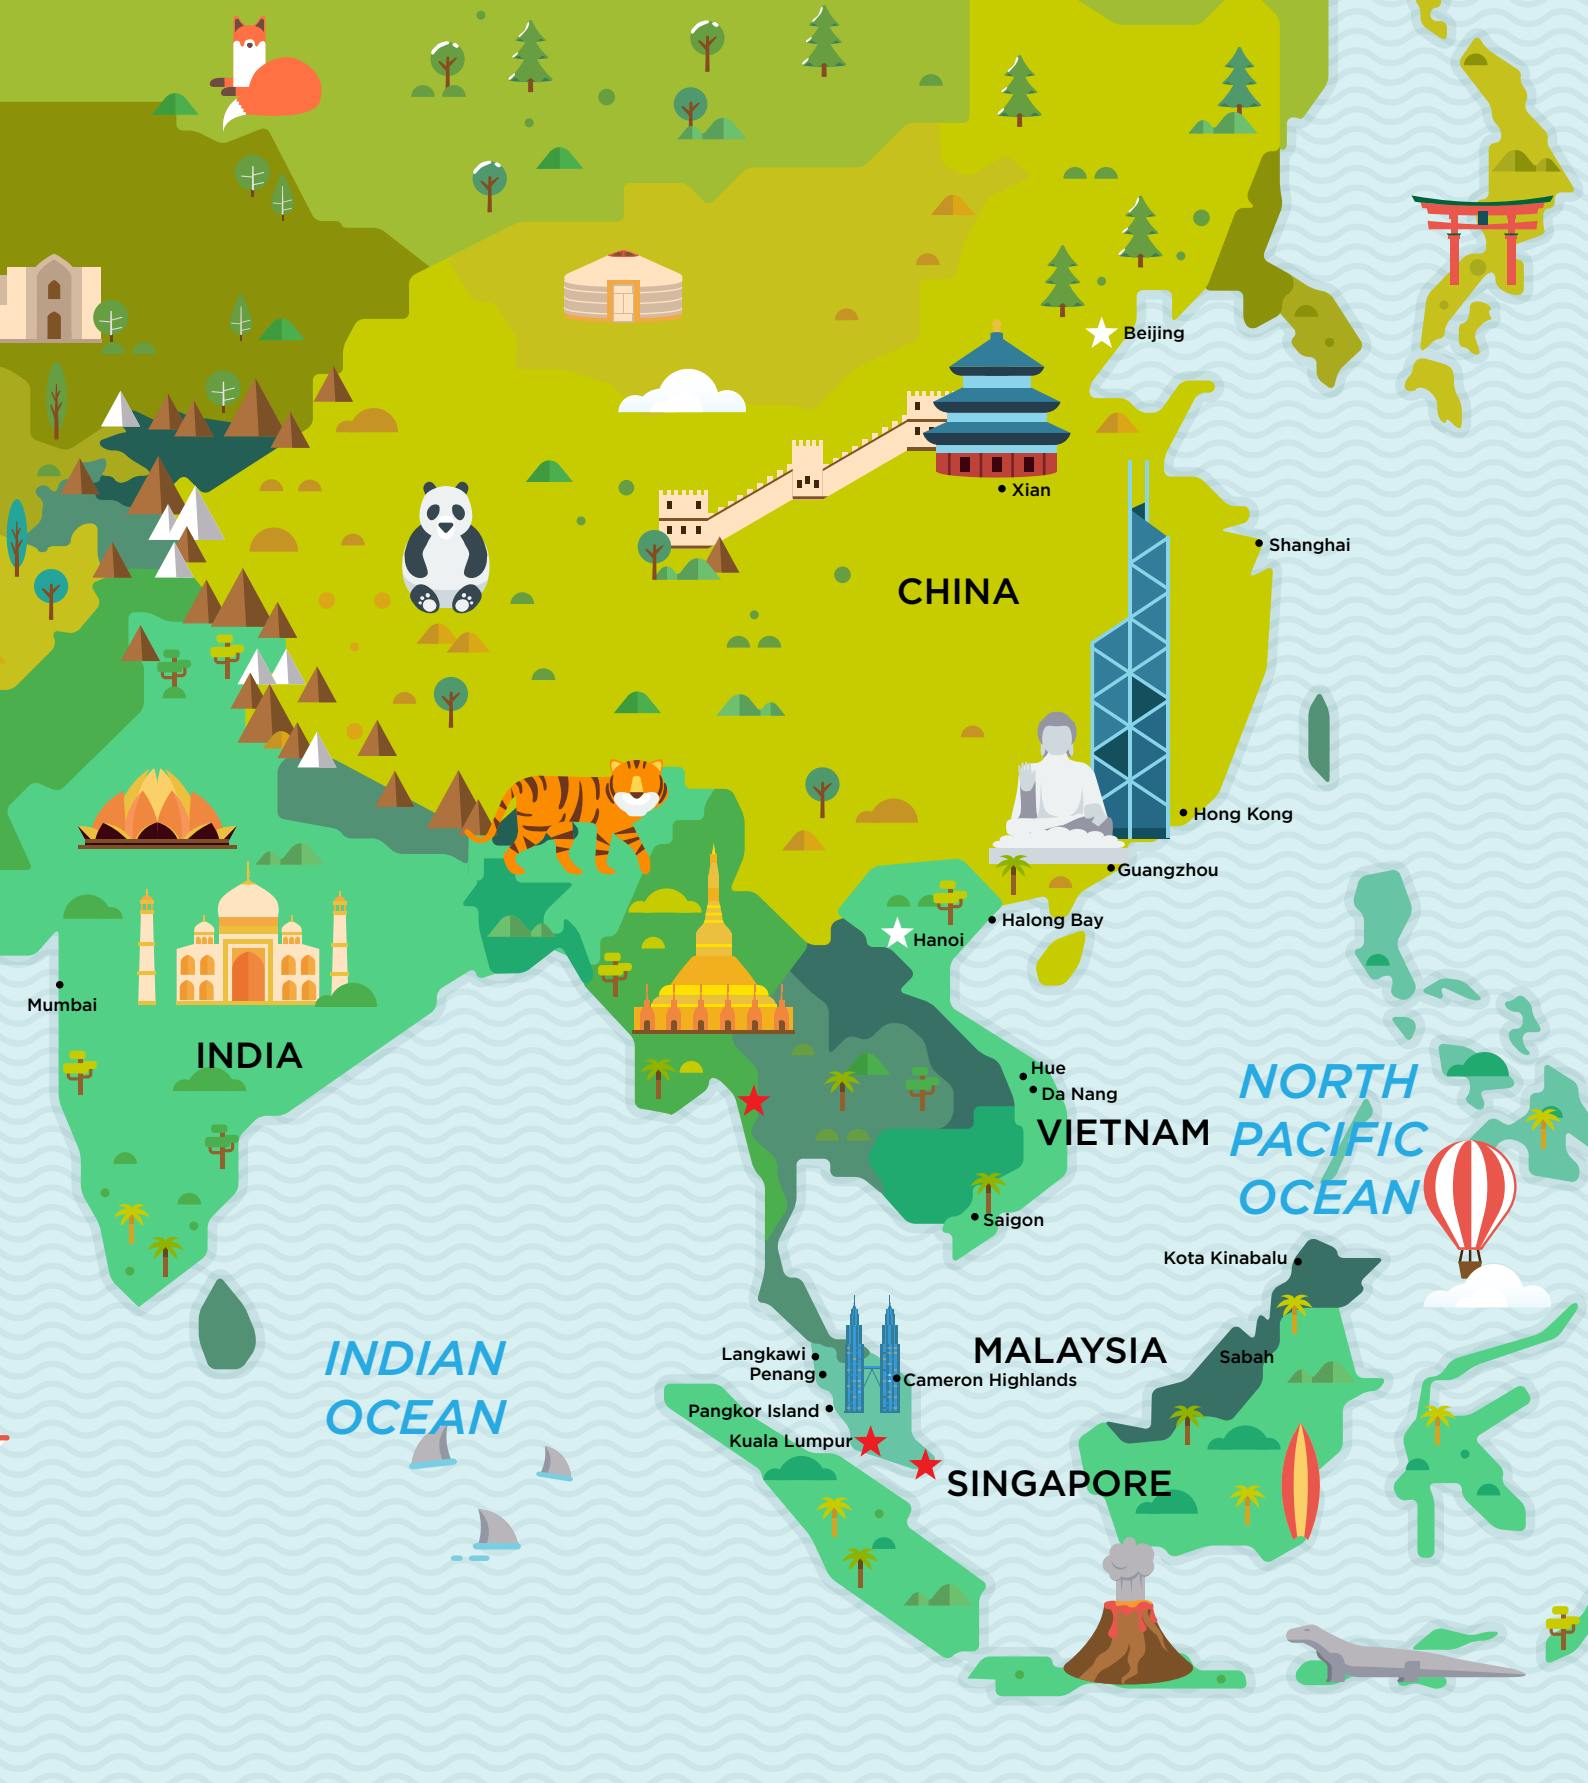 Beijing
Xian
Shanghai
CHINA
Hong Kong
Guangzhou
Halong Bay
Hanoi
Mumbai
INDIA
Hue
Da Nang
VIETNAM
NORTH
PACIFIC
OCEAN
Saigon
Kota Kinabalu
INDIAN
OCEAN
Langkawi
Penang
MALAYSIA
Sabah
Cameron Highlands
Pangkor Island
Kuala Lumpur
SINGAPORE